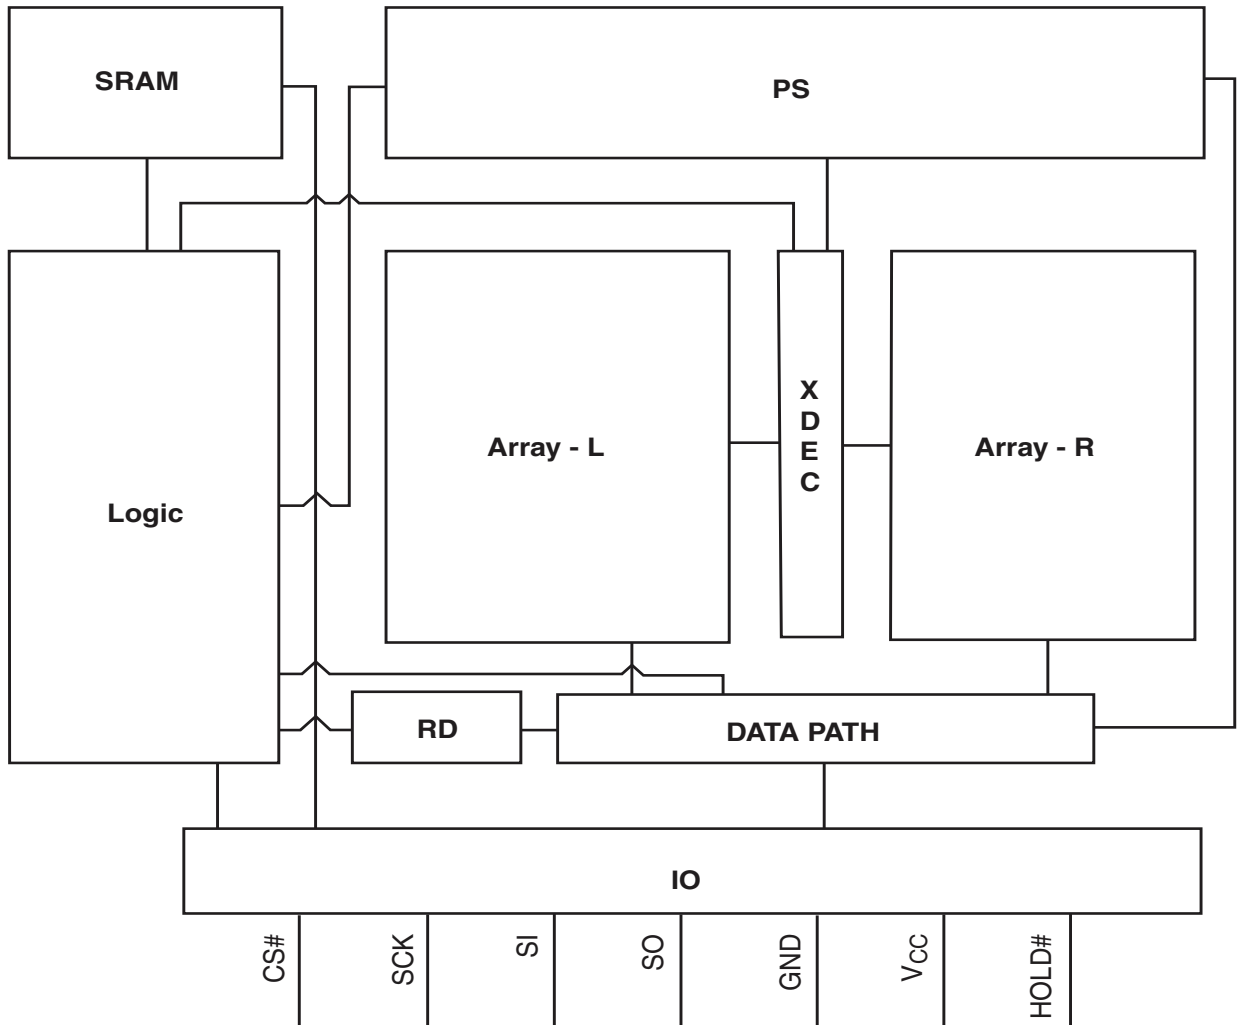 SRAM
PS
Array - L
X
D
E
C
Array - R
Logic
RD
DATA PATH
IO
CS#
SCK
SI
SO
GND
VCC
HOLD#